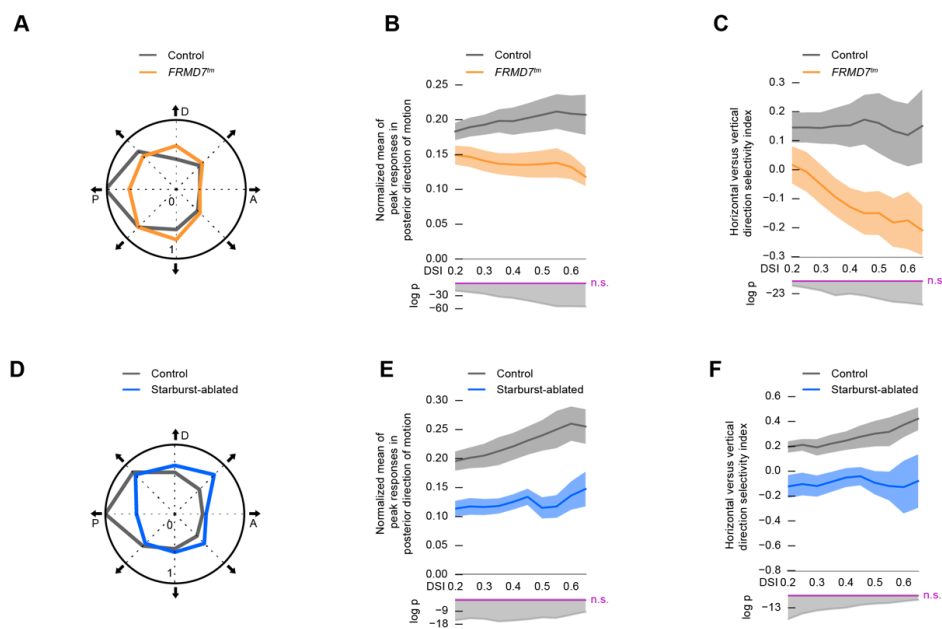 A
Control
FRMD7tm
D
P
0
A
1
B
Control
FRMD7tm
Normalized mean of
peak responses in
posterior direction of motion
0.25
0.20
0.15
0.10
0.00
DSI 0.2 0.3 0.4 0.5 0.6
n.s.
log p
−30
−60
C
Control
FRMD7tm
Horizontal versus vertical
direction selectivity index
0.3
0.2
0.1
0.0
−0.1
−0.2
−0.3
DSI 0.2 0.3 0.4 0.5 0.6
n.s
log p
−23
D
Control
Starburst-ablated
D
P
0
A
1
E
Control
Starburst-ablated
Normalized mean of
peak responses in
posterior direction of motion
0.30
0.25
0.20
0.15
0.10
0.00
DSI 0.2 0.3 0.4 0.5 0.6
n.s.
log p
−9
−18
F
Control
Starburst-ablated
Horizontal versus vertical
direction selectivity index
0.6
0.4
0.2
0.0
−0.2
−0.4
−0.6
−0.8
DSI 0.2 0.3 0.4 0.5 0.6
n.s.
log p
−13